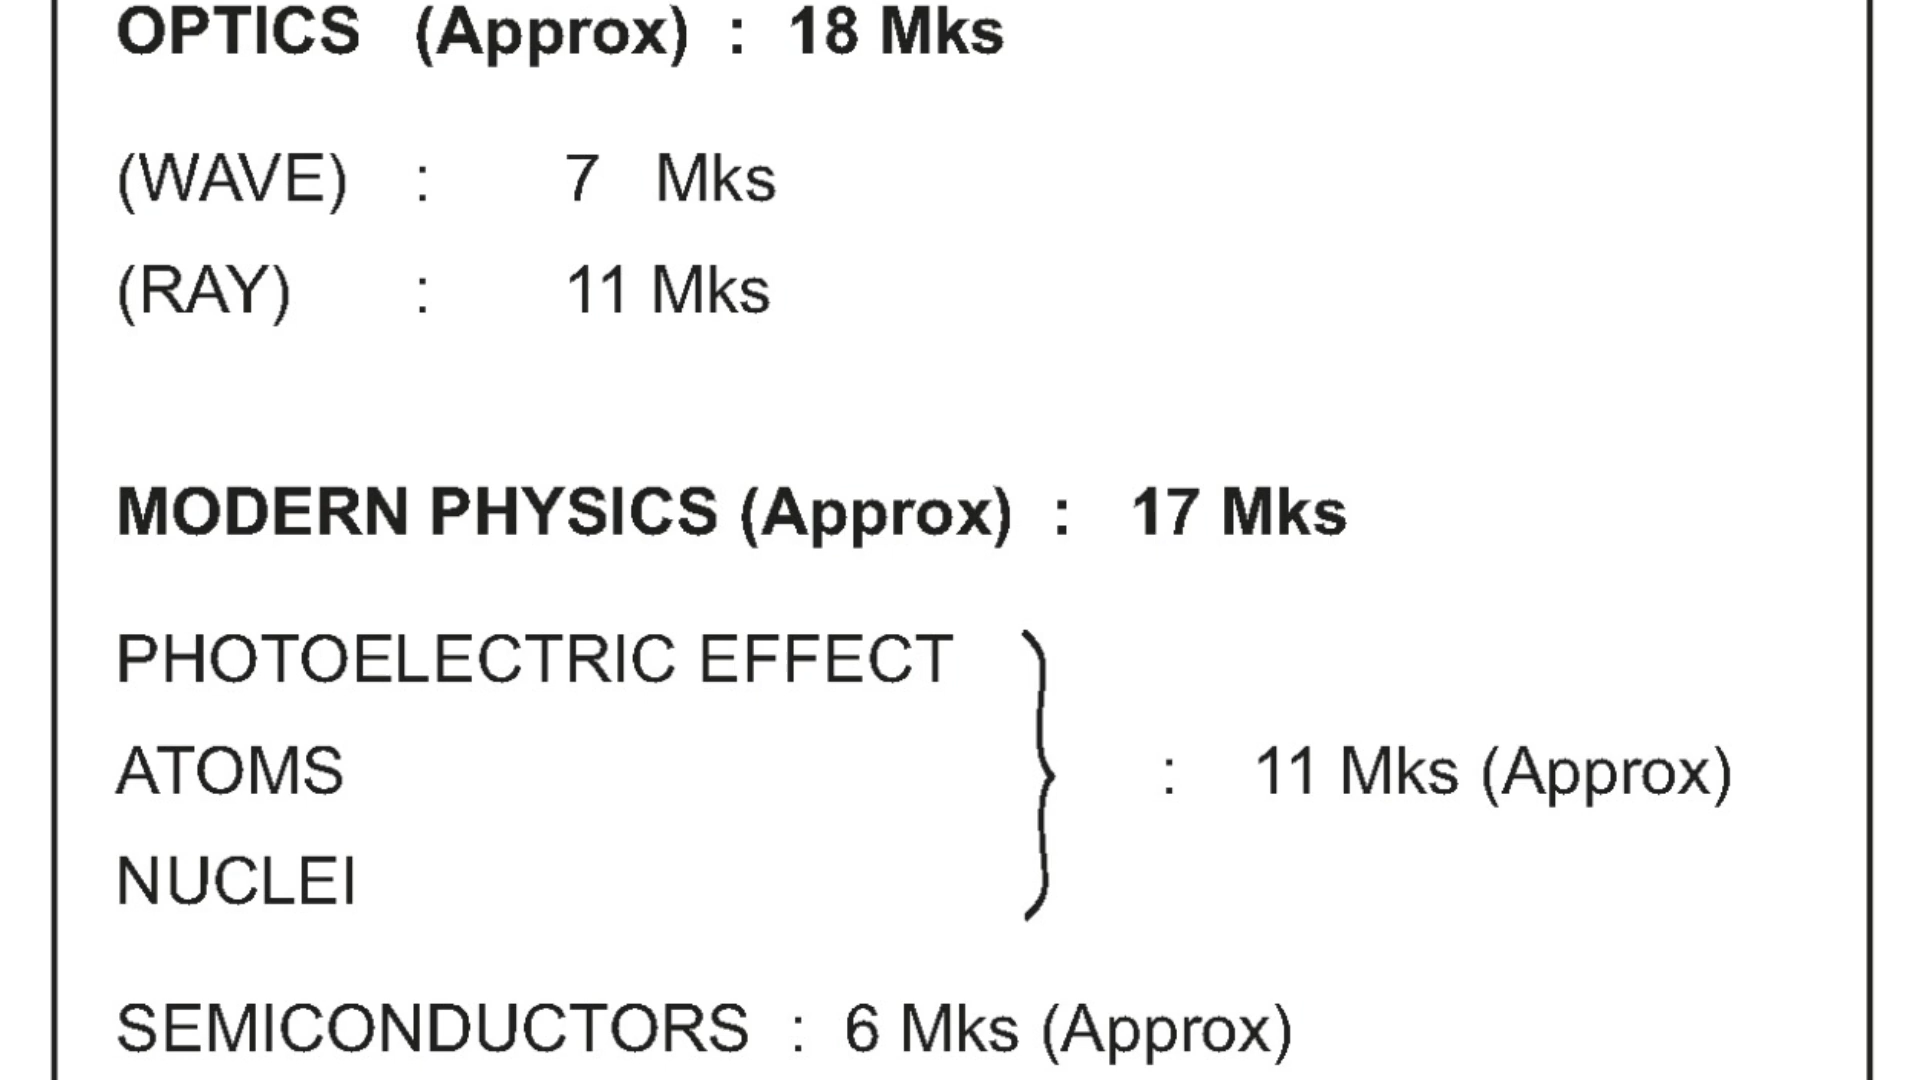 OPTICS (Approx) : 18 Mks
(WAVE) : 7 Mks
(RAY) : 11 Mks
MODERN PHYSICS (Approx) : 17 Mks
PHOTOELECTRIC EFFECT
ATOMS : 11 Mks (Approx)
NUCLEI
SEMICONDUCTORS : 6 Mks (Approx)